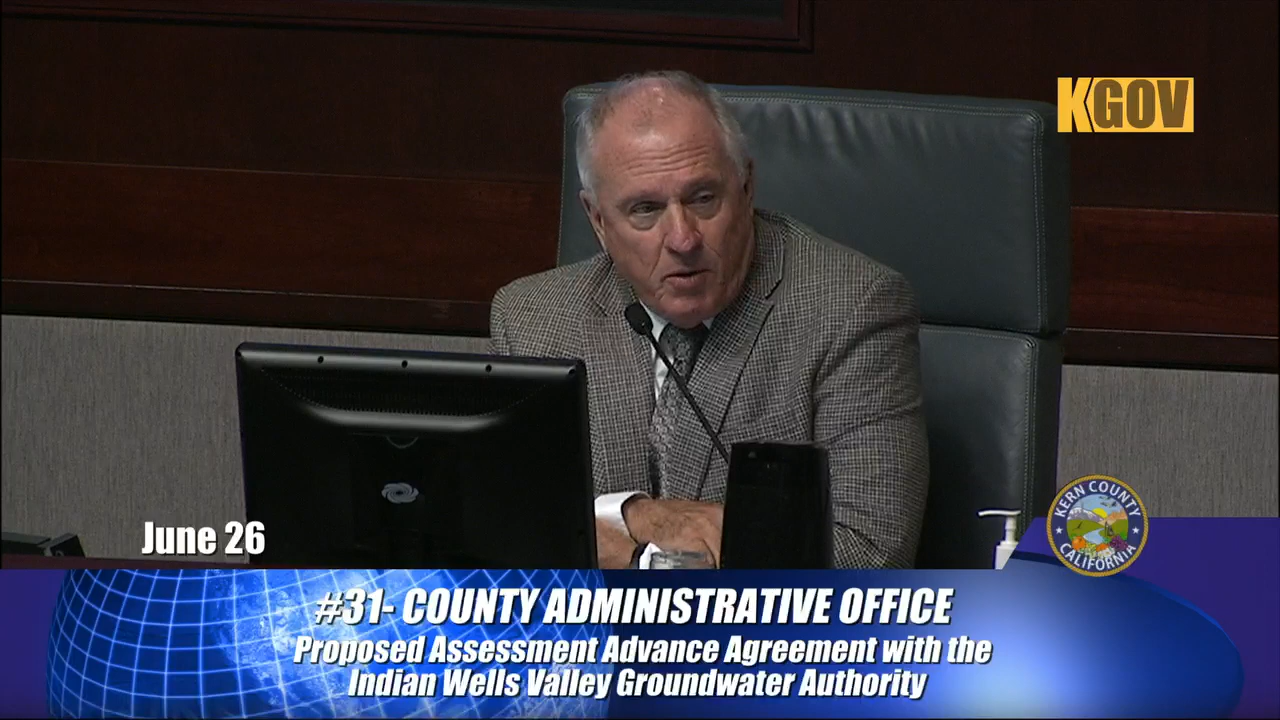 KGOV
KERN COUNTY
CALIFORNIA
June 26
#31- COUNTY ADMINISTRATIVE OFFICE
Proposed Assessment Advance Agreement with the
Indian Wells Valley Groundwater Authority